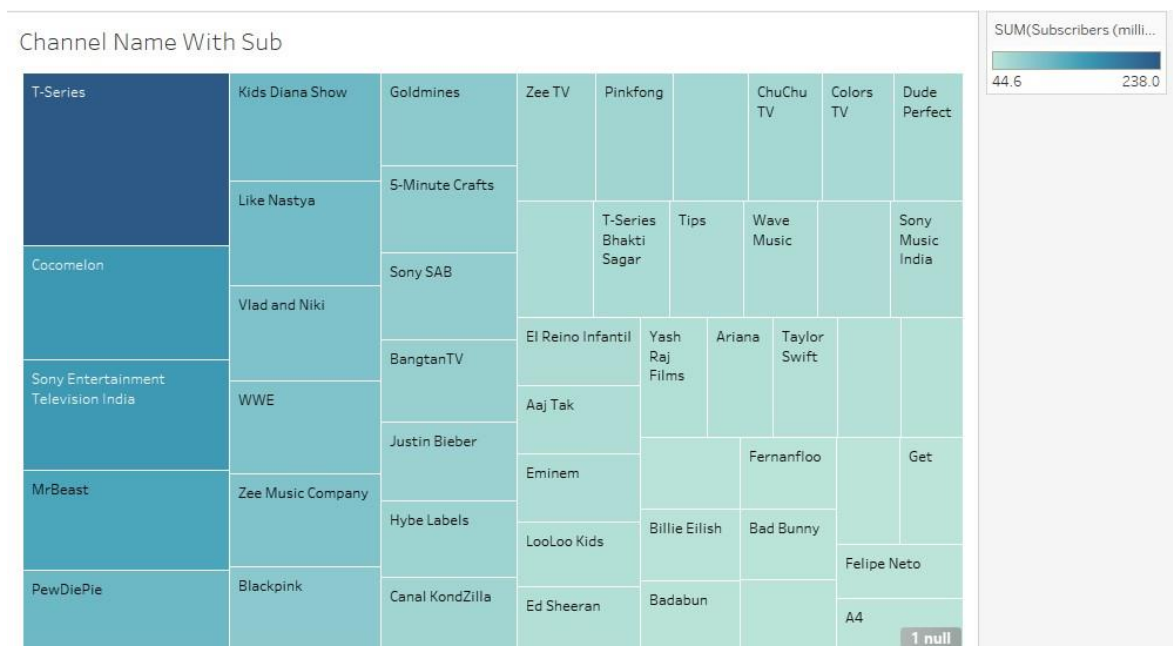 Channel Name With Sub
SUM(Subscribers (milli...
44.6
238.0
T-Series
Cocomelon
Sony Entertainment
Television India
MrBeast
PewDiePie
Kids Diana Show
Like Nastya
Vlad and Niki
WWE
Zee Music Company
Blackpink
Goldmines
5-Minute Crafts
Sony SAB
BangtanTV
Justin Bieber
Hybe Labels
Canal KondZilla
Zee TV
Pinkfong
ChuChu
TV
Colors
TV
Dude
Perfect
T-Series
Bhakti
Sagar
Tips
Wave
Music
Sony
Music
India
El Reino Infantil
Aaj Tak
Eminem
LooLoo Kids
Ed Sheeran
Yash
Raj
Films
Ariana
Taylor
Swift
Fernanfloo
Get
Billie Eilish
Bad Bunny
Badabun
Felipe Neto
A4
1 null